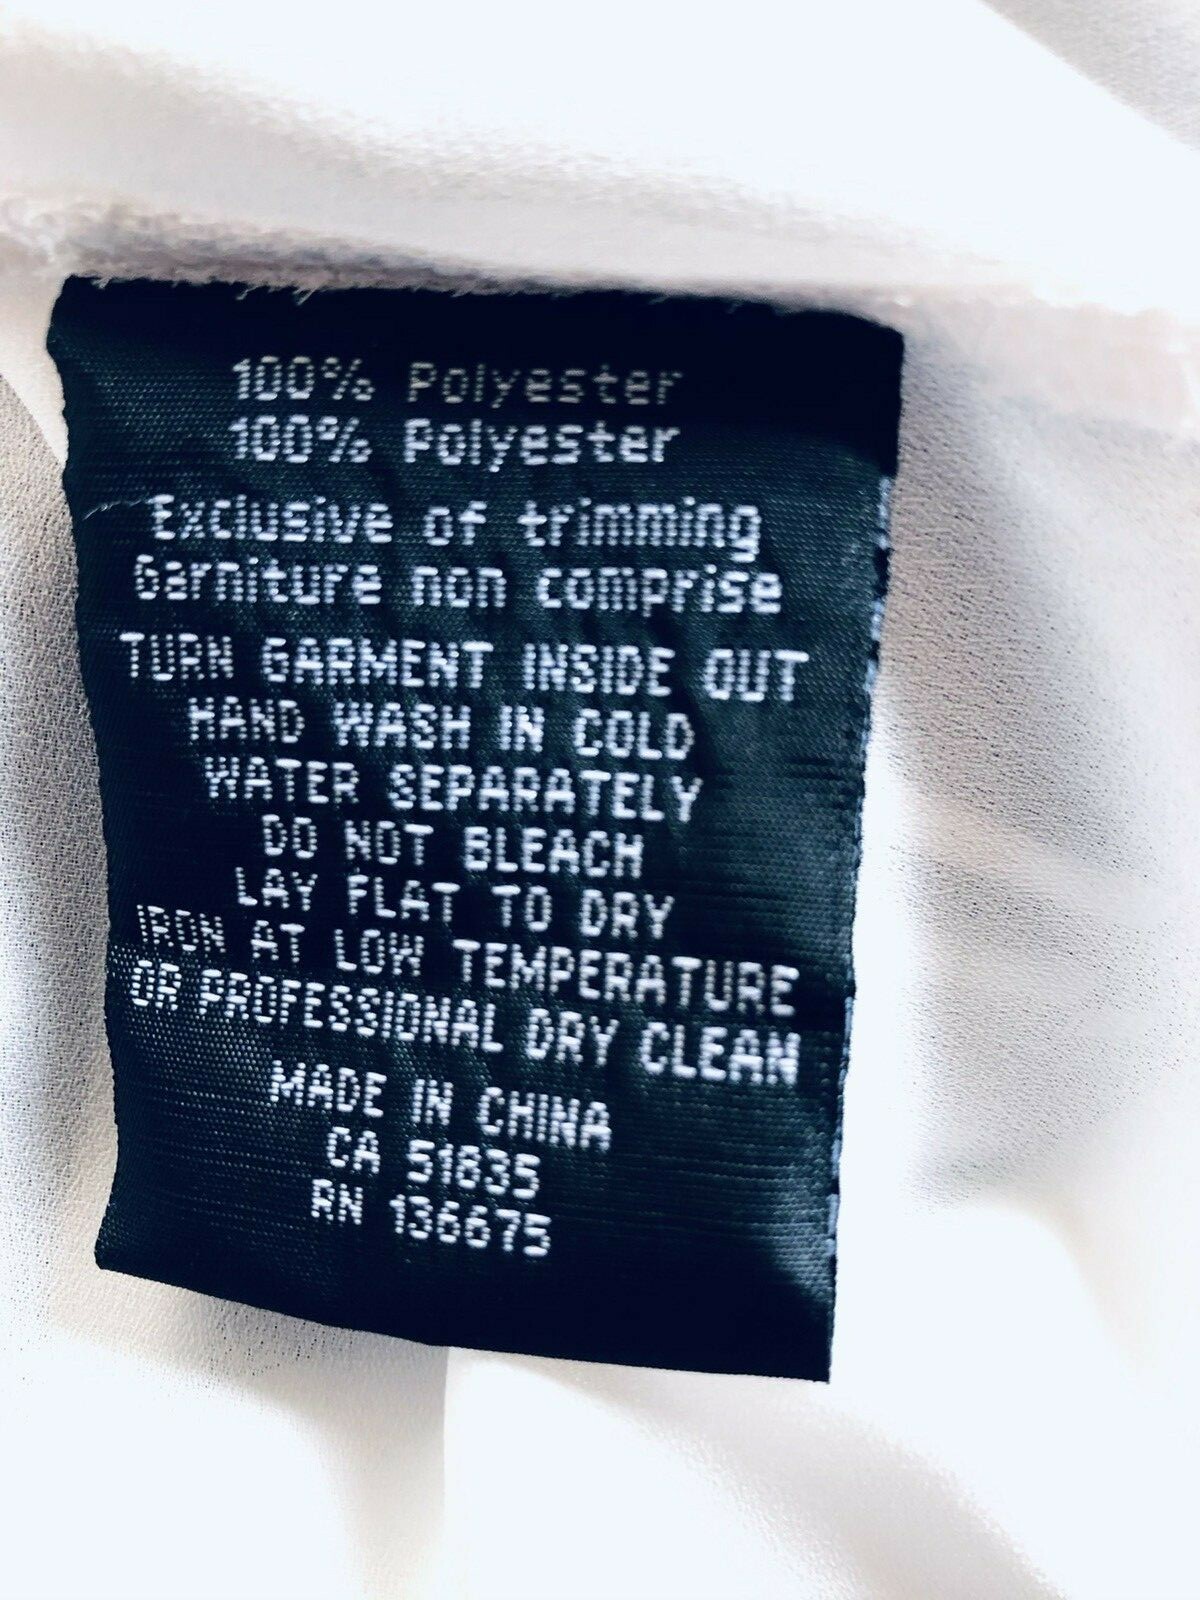 100% Polyester
100% Polyester
Exclusive of trimming
Garniture non comprise
TURN GARMENT INSIDE OUT
HAND WASH IN COLD
WATER SEPARATELY
DO NOT BLEACH
LAY FLAT TO DRY
IRON AT LOW TEMPERATURE
OR PROFESSIONAL DRY CLEAN
MADE IN CHINA
CA 51835
RN 136675